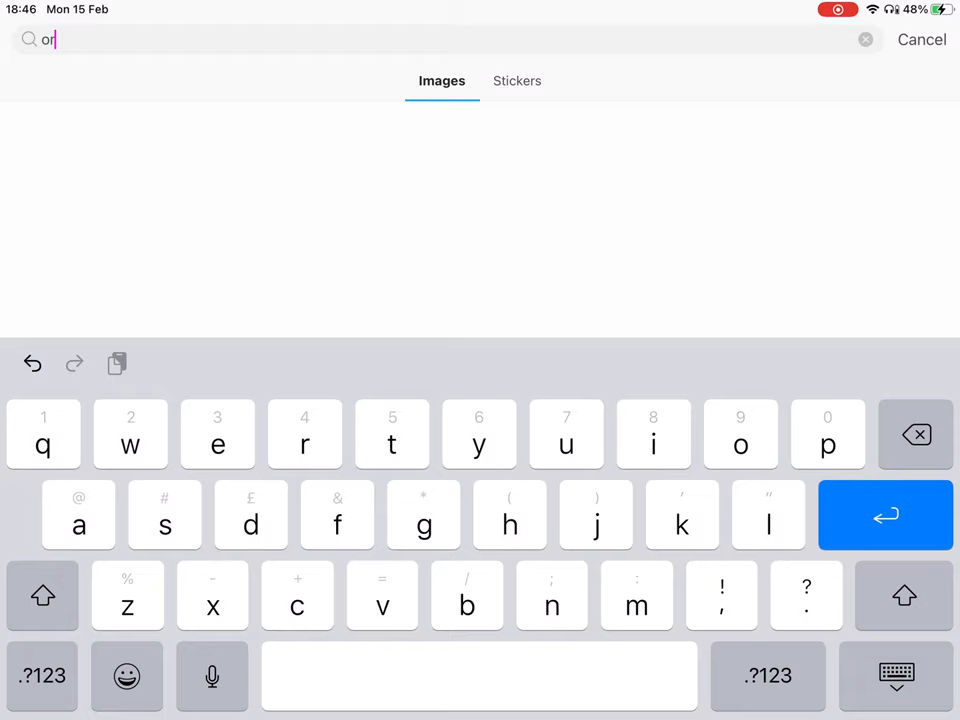 18:46 Mon 15 Feb 48%
or Cancel
Images Stickers
1 2 3 4 5 6 7 8 9 0
q w e r t y u i o p
@ # £ & * ( ) ' "
a s d f g h j k l
% - + = / ; : ! ?
z x c v b n m , .
.?123 .?123